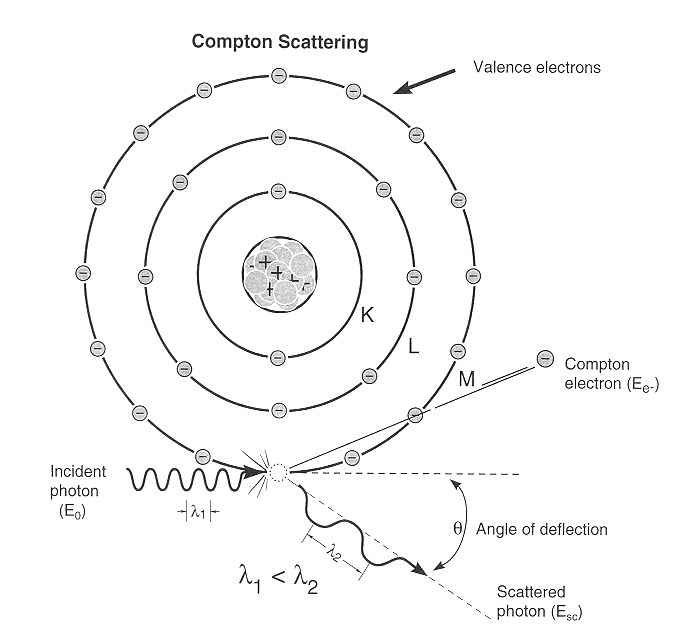 Compton Scattering
Valence electrons
K
L
M
Compton
electron (Ee-)
Incident
photon
(E0)
λ1
θ
Angle of deflection
λ2
λ1 < λ2
Scattered
photon (Esc)